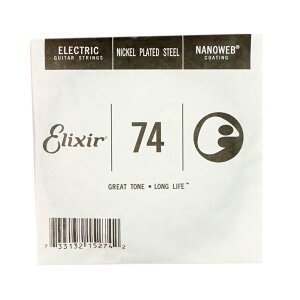 ELECTRIC
GUITAR STRINGS
NICKEL PLATED STEEL
NANOWEB®
COATING
Elixir®
74
GREAT TONE + LONG LIFE™
7 33132 15274 2